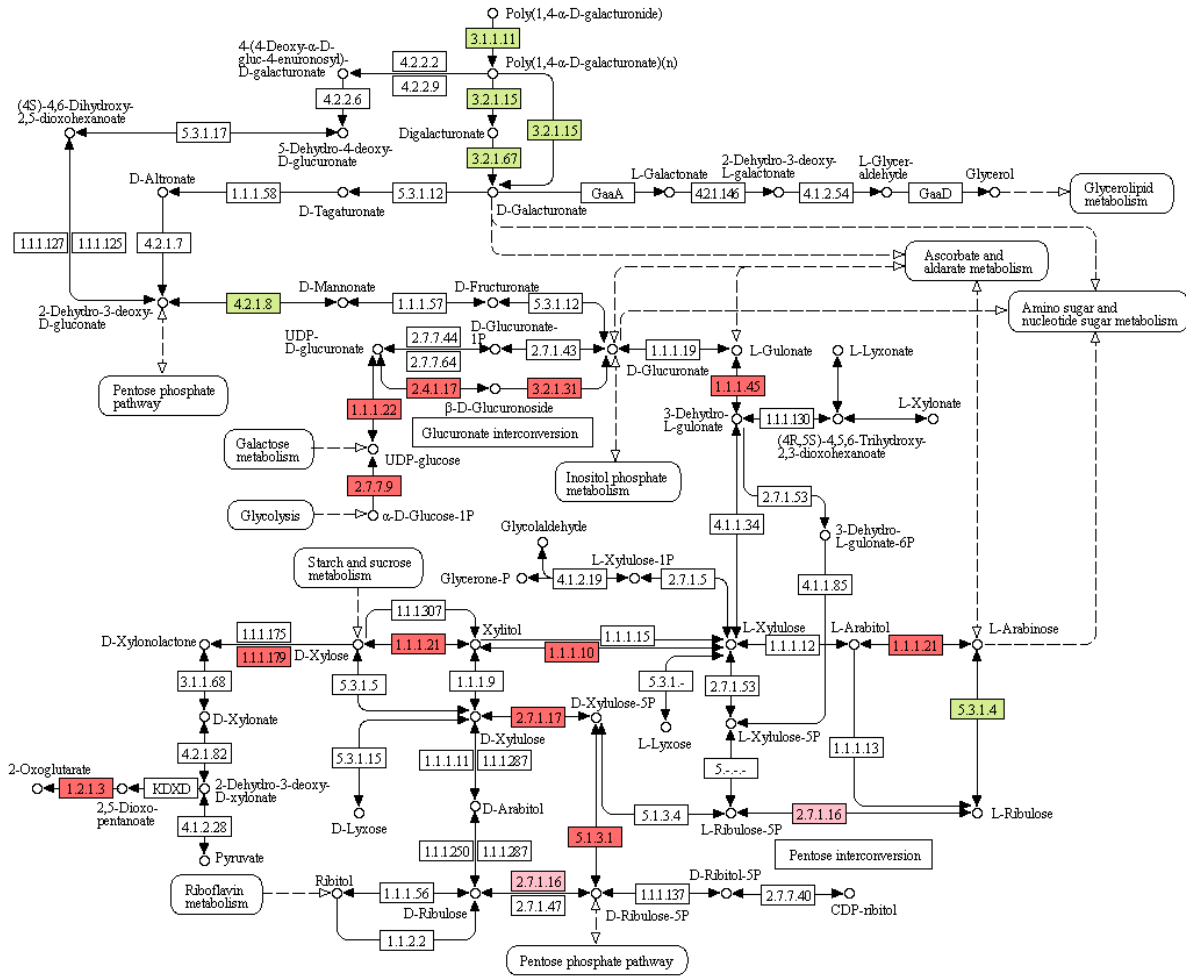 Poly(1,4-α-D-galacturonide)
3.1.1.11
4-(4-Deoxy-α-D-
gluc-4-enuronosyl)-
D-galacturonate
4.2.2.2
4.2.2.9
Poly(1,4-α-D-galacturonate)(n)
4.2.2.6
3.2.1.15
3.2.1.15
(4S)-4,6-Dihydroxy-
2,5-dioxohexanoate
5.3.1.17
5-Dehydro-4-deoxy-
D-glucuronate
Digalacturonate
3.2.1.67
D-Altronate
1.1.1.58
D-Tagaturonate
5.3.1.12
D-Galacturonate
GaaA
L-Galactonate
4.2.1.146
2-Dehydro-3-deoxy-
L-galactonate
4.1.2.54
L-Glycer-
aldehyde
GaaD
Glycerol
Glycerolipid
metabolism
1.1.1.127
1.1.1.125
4.2.1.7
Ascorbate and
aldarate metabolism
2-Dehydro-3-deoxy-
D-gluconate
4.2.1.8
D-Mannonate
1.1.1.57
D-Fructuronate
5.3.1.12
Amino sugar and
nucleotide sugar metabolism
UDP-
D-glucuronate
2.7.7.44
2.7.7.64
D-Glucuronate-
1P
2.7.1.43
D-Glucuronate
1.1.1.19
L-Gulonate
L-Lyxonate
Pentose phosphate
pathway
2.4.1.17
β-D-Glucuronoside
3.2.1.31
1.1.1.45
1.1.1.22
Glucuronate interconversion
3-Dehydro-
L-gulonate
1.1.1.130
L-Xylonate
(4R,5S)-4,5,6-Trihydroxy-
2,3-dioxohexanoate
Galactose
metabolism
UDP-glucose
Inositol phosphate
metabolism
2.7.7.9
2.7.1.53
Glycolysis
α-D-Glucose-1P
4.1.1.34
3-Dehydro-
L-gulonate-6P
Glycolaldehyde
Starch and sucrose
metabolism
Glycerone-P
4.1.2.19
L-Xylulose-1P
2.7.1.5
4.1.1.85
1.1.1.307
D-Xylonolactone
1.1.1.175
1.1.1.179
D-Xylose
1.1.1.21
Xylitol
1.1.1.15
1.1.1.10
L-Xylulose
1.1.1.12
L-Arabitol
1.1.1.21
L-Arabinose
3.1.1.68
5.3.1.5
1.1.1.9
5.3.1.-
2.7.1.53
D-Xylonate
D-Xylulose
2.7.1.17
D-Xylulose-5P
L-Lyxose
L-Xylulose-5P
5.3.1.4
4.2.1.82
5.3.1.15
1.1.1.11
1.1.1.287
1.1.1.13
5.-.-.-
2-Oxoglutarate
1.2.1.3
2,5-Dioxo-
pentanoate
KDXD
2-Dehydro-3-deoxy-
D-xylonate
D-Lyxose
D-Arabitol
4.1.2.28
5.1.3.4
L-Ribulose-5P
2.7.1.16
L-Ribulose
5.1.3.1
Pyruvate
1.1.1.250
1.1.1.287
Pentose interconversion
Riboflavin
metabolism
Ribitol
1.1.1.56
D-Ribulose
2.7.1.16
2.7.1.47
D-Ribulose-5P
1.1.1.137
D-Ribitol-5P
2.7.7.40
CDP-ribitol
1.1.2.2
Pentose phosphate pathway